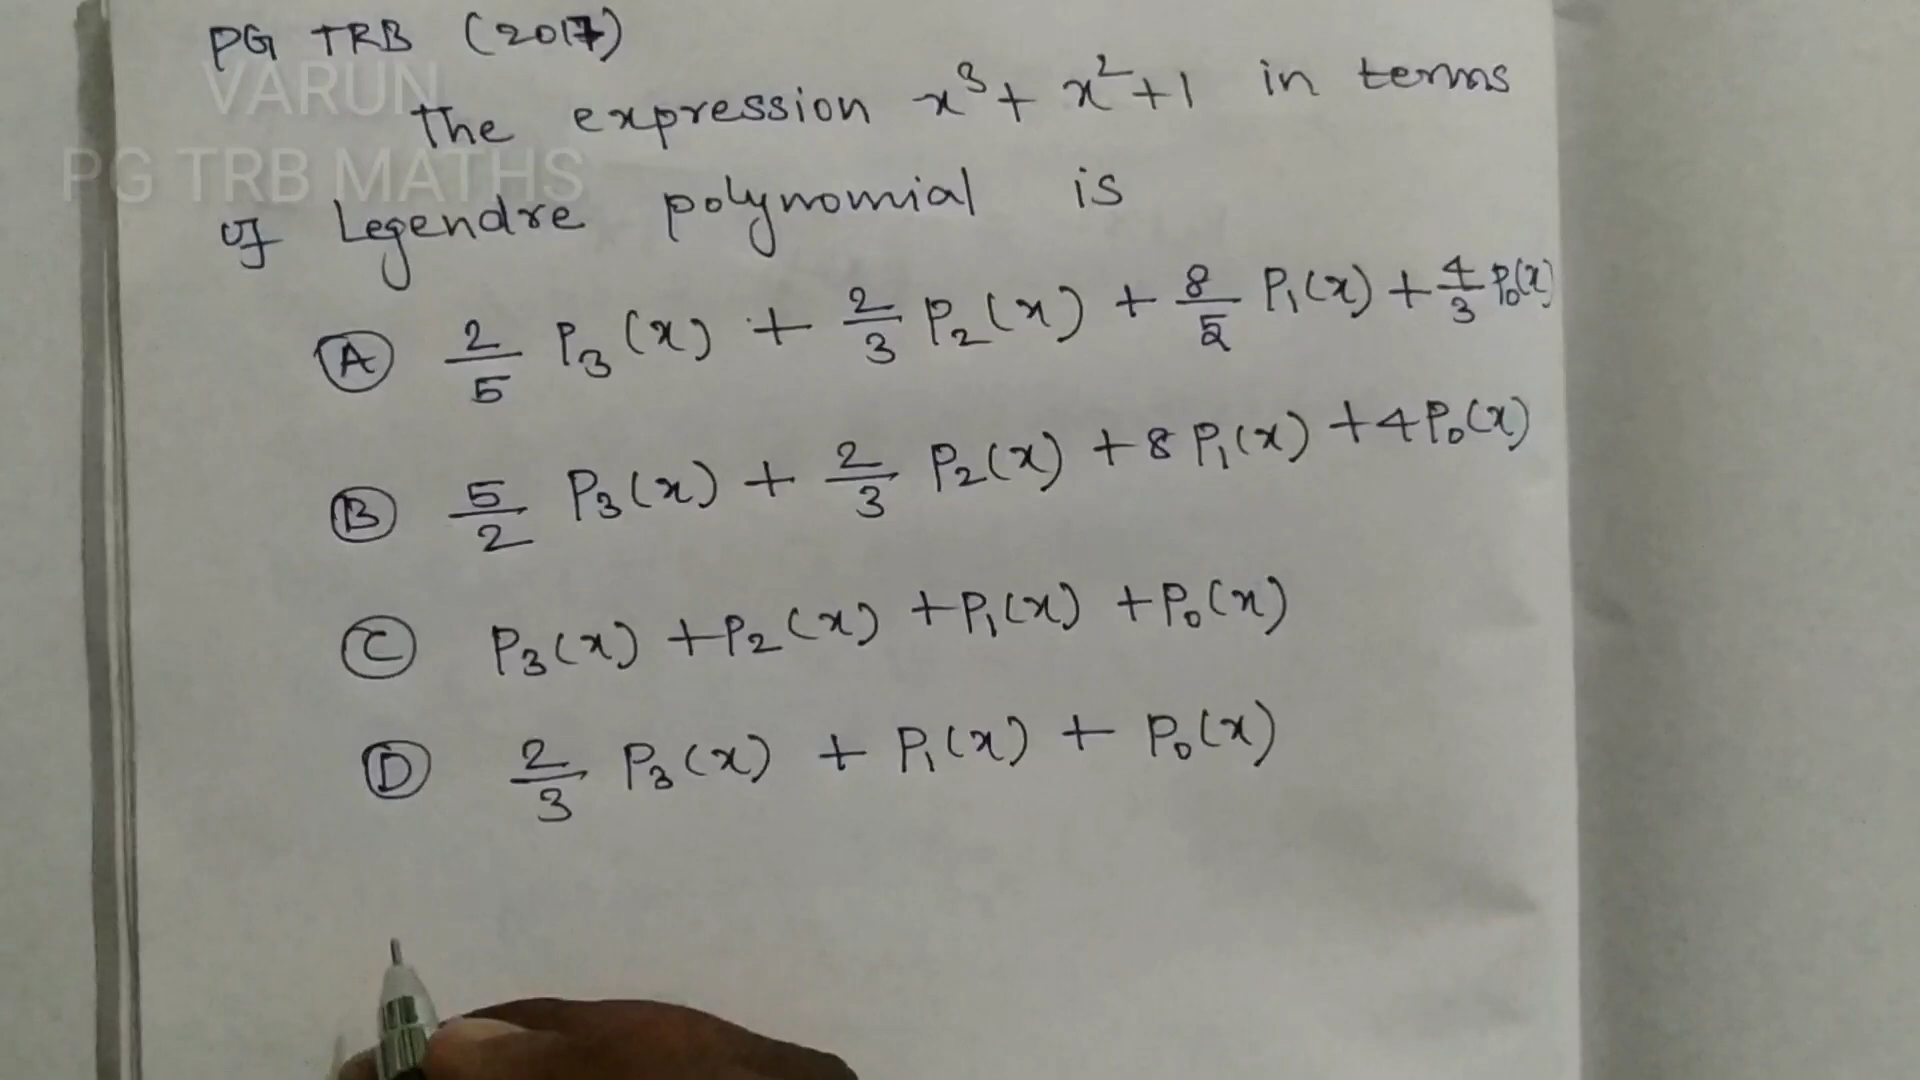 PG TRB (2017)
VARUN
PG TRB MATHS
The expression x³ + x² + 1 in terms
of Legendre polynomial is
(A) 2/5 P₃(x) + 2/3 P₂(x) + 8/5 P₁(x) + 4/3 P₀(x)
(B) 5/2 P₃(x) + 2/3 P₂(x) + 8 P₁(x) + 4P₀(x)
(C) P₃(x) + P₂(x) + P₁(x) + P₀(x)
(D) 2/3 P₃(x) + P₁(x) + P₀(x)